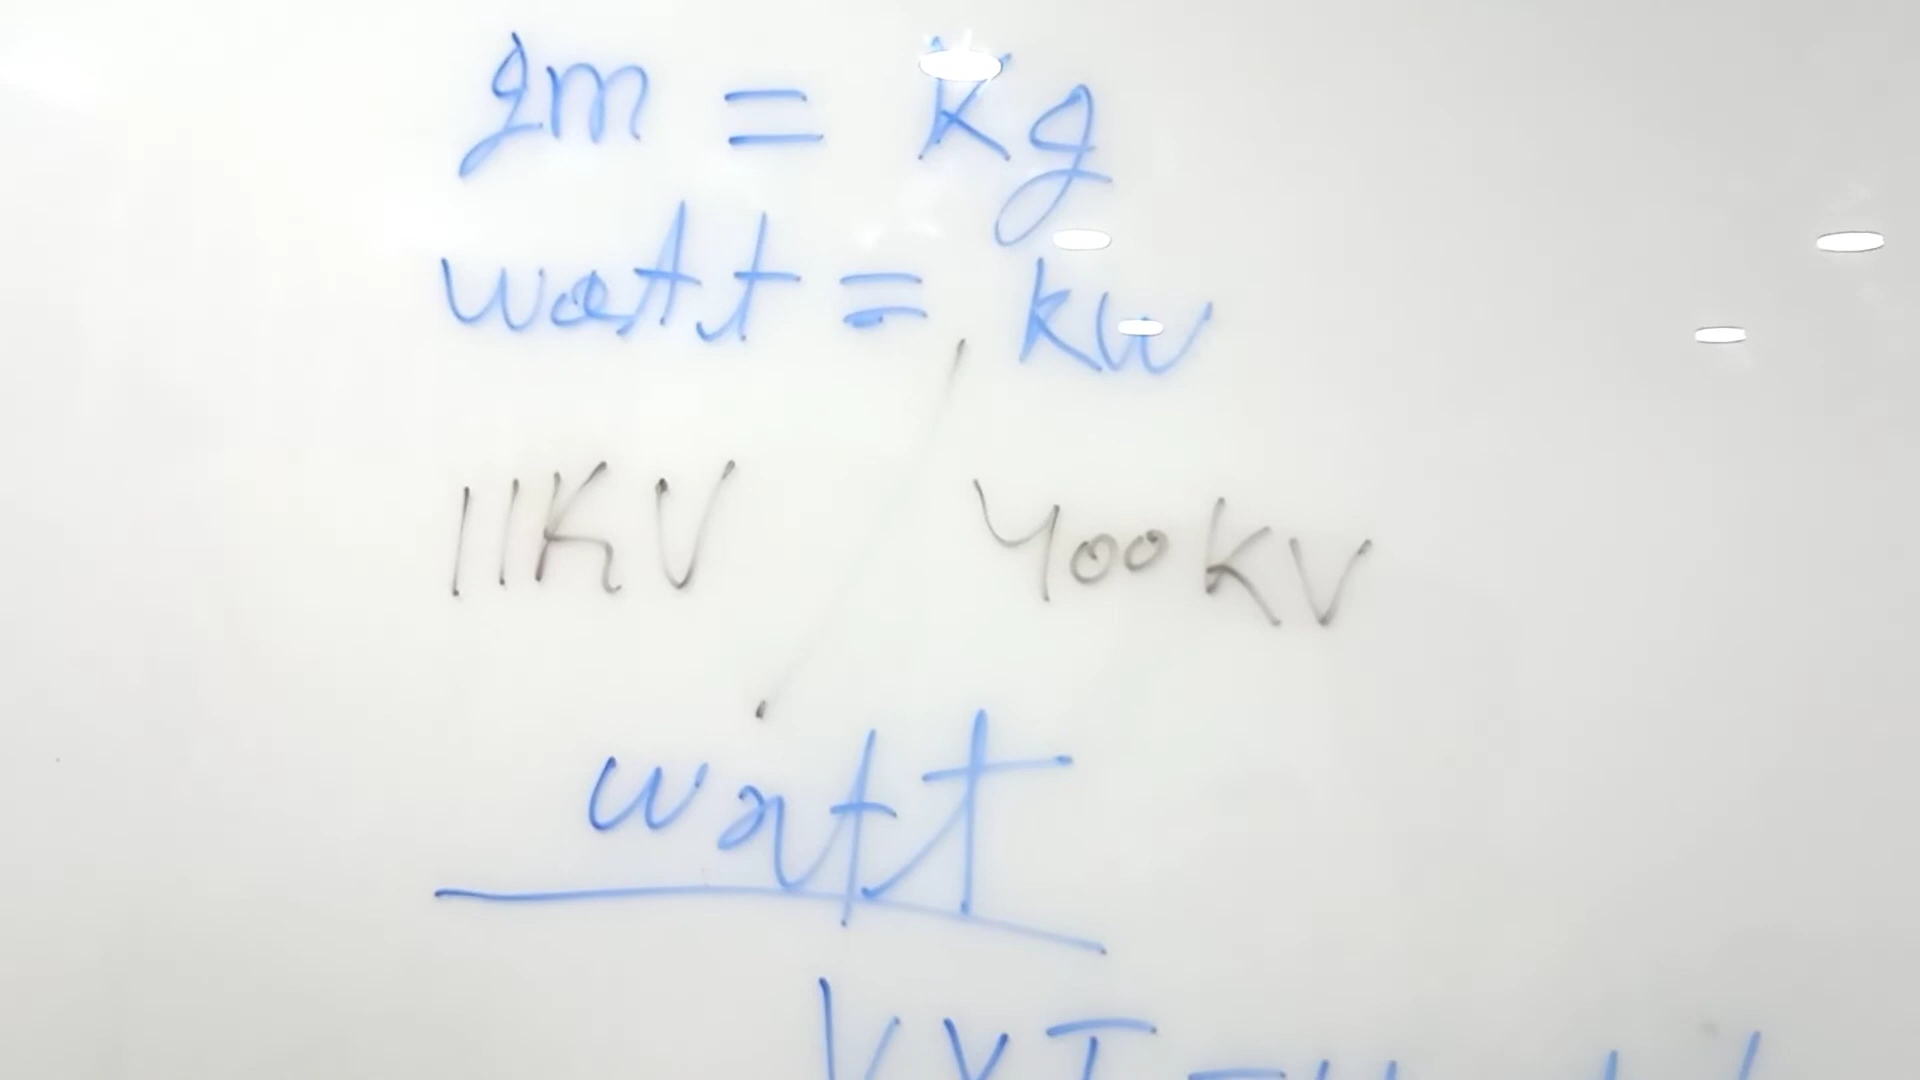 gm = Kg
watt = kw
11KV 400KV
watt
V X I =